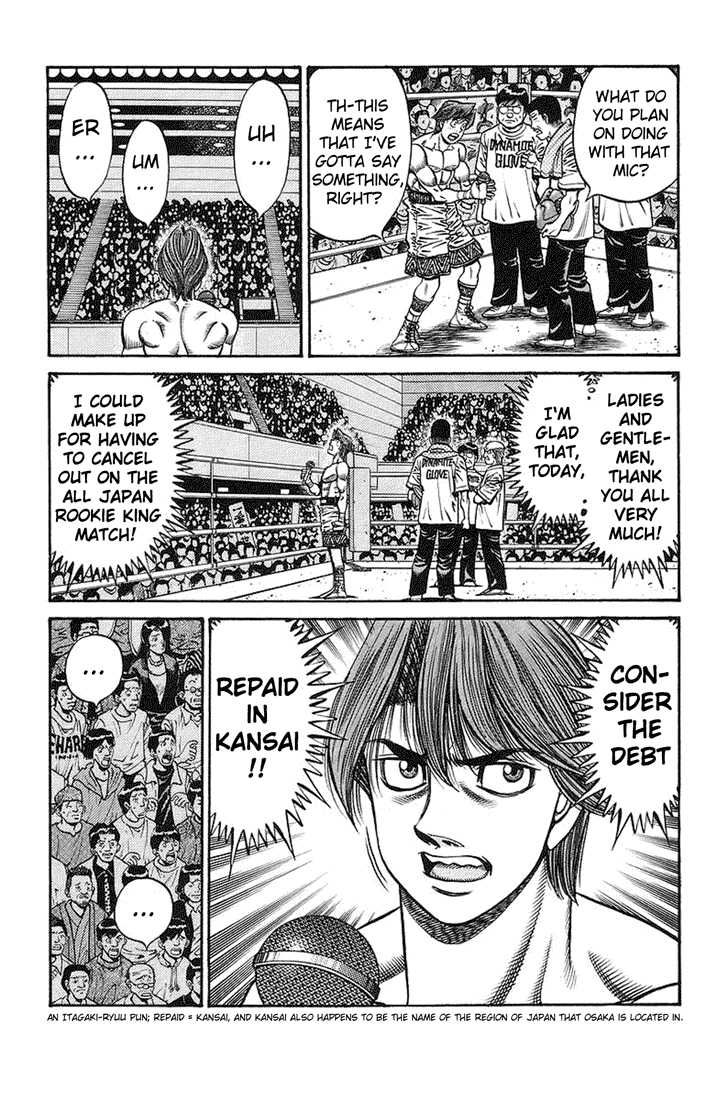 WHAT DO
YOU PLAN
ON DOING
WITH THAT
MIC?
TH-THIS
MEANS
THAT I'VE
GOTTA SAY
SOMETHING,
RIGHT?
DYNAMITE
GLOVE
UH
...
UM
...
ER
...
LADIES
AND
GENTLE-
MEN,
THANK
YOU ALL
VERY
MUCH!
I'M
GLAD
THAT,
TODAY,
DYNAMITE
GLOVE
I COULD
MAKE UP
FOR HAVING
TO CANCEL
OUT ON THE
ALL JAPAN
ROOKIE KING
MATCH!
CON-
SIDER
THE
DEBT
REPAID
IN
KANSAI
!!
...
EHARE
...
AN ITAGAKI-RYUU PUN; REPAID = KANSAI, AND KANSAI ALSO HAPPENS TO BE THE NAME OF THE REGION OF JAPAN THAT OSAKA IS LOCATED IN.